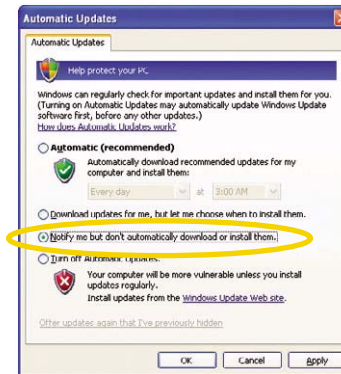 Automatic Updates
Automatic Updates
Help protect your PC
Windows can regularly check for important updates and install them for you.
(Turning on Automatic Updates may automatically update Windows Update
software first, before any other updates.)
How does Automatic Updates work?
Automatic (recommended)
Automatically download recommended updates for my
computer and install them:
Every day at 3:00 AM
Download updates for me, but let me choose when to install them.
Notify me but don't automatically download or install them.
Turn off Automatic Updates.
Your computer will be more vulnerable unless you install
updates regularly.
Install updates from the Windows Update Web site.
Offer updates again that I've previously hidden
OK Cancel Apply